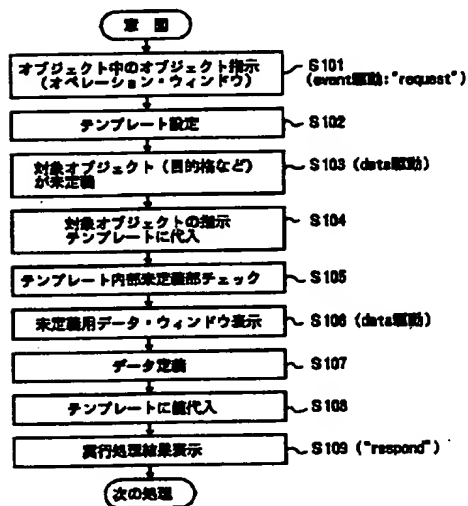 意図
オブジェクト中のオブジェクト指示
(オペレーション・ウィンドウ)
S101
(event駆動:"request")
テンプレート設定
S102
対象オブジェクト(目的格など)
が未定義
S103 (data駆動)
対象オブジェクトの指示
テンプレートに代入
S104
テンプレート内部未定義部チェック
S105
未定義用データ・ウィンドウ表示
S106 (data駆動)
データ定義
S107
テンプレートに値代入
S108
実行処理結果表示
S109 ("respond")
次の処理